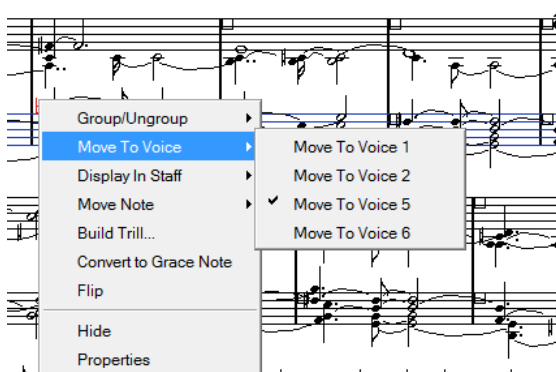 Group/Ungroup
Move To Voice
Display In Staff
Move Note
Build Trill...
Convert to Grace Note
Flip
Hide
Properties
Move To Voice 1
Move To Voice 2
Move To Voice 5
Move To Voice 6